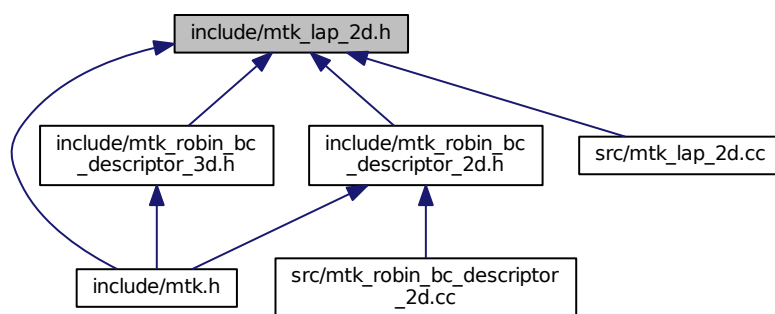 include/mtk_lap_2d.h
include/mtk_robin_bc
_descriptor_3d.h
include/mtk_robin_bc
_descriptor_2d.h
src/mtk_lap_2d.cc
include/mtk.h
src/mtk_robin_bc_descriptor
_2d.cc